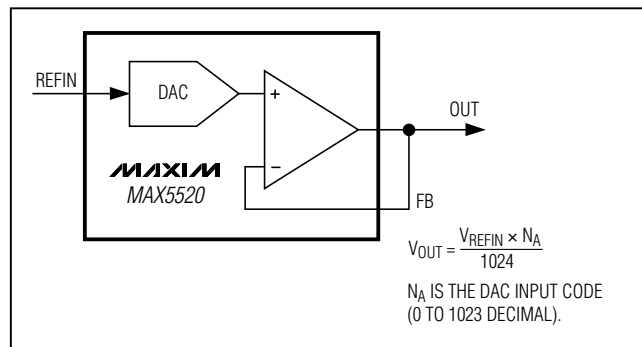 REFIN
DAC
+
−
OUT
MAXIM
MAX5520
FB
V_OUT = V_REFIN × N_A / 1024
N_A IS THE DAC INPUT CODE
(0 TO 1023 DECIMAL).